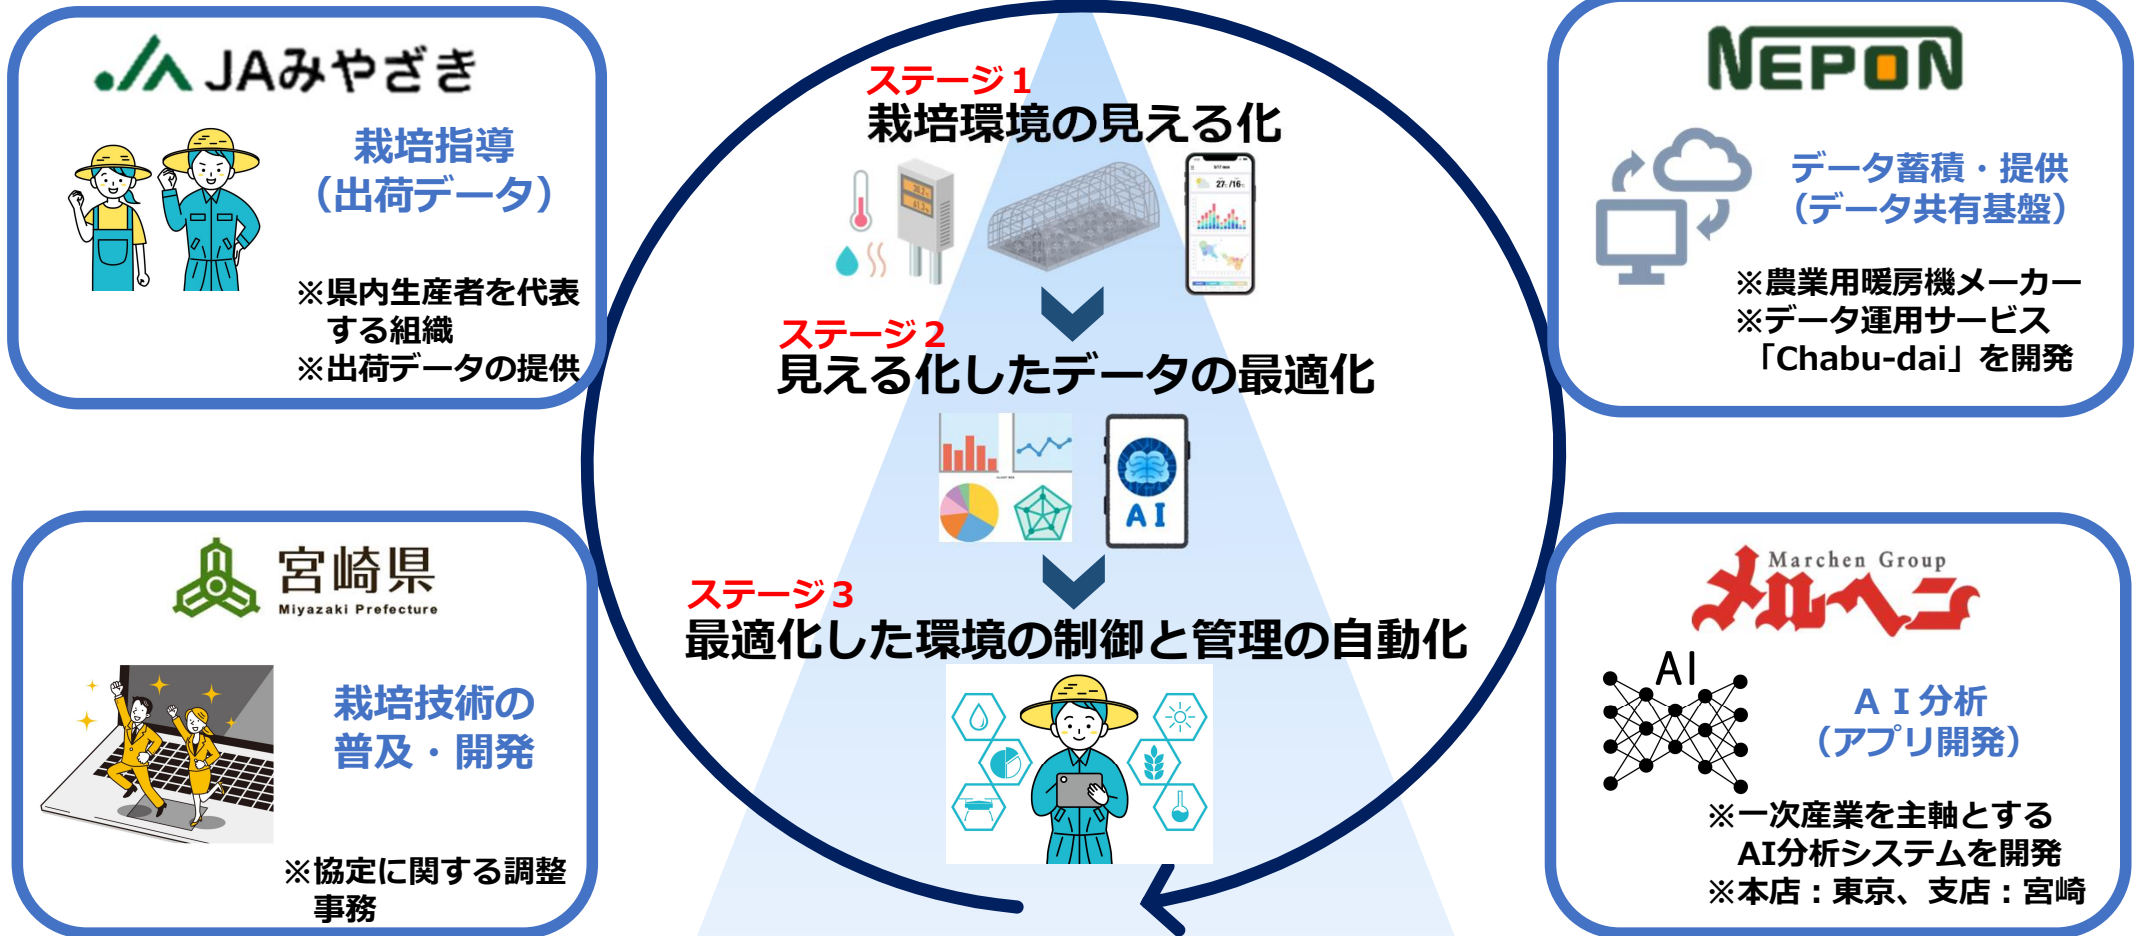 JAみやざき
栽培指導
（出荷データ）
※県内生産者を代表
する組織
※出荷データの提供
宮崎県
Miyazaki Prefecture
栽培技術の
普及・開発
※協定に関する調整
事務
ステージ１
栽培環境の見える化
27 /16
ステージ２
見える化したデータの最適化
AI
ステージ３
最適化した環境の制御と管理の自動化
NEPON
データ蓄積・提供
（データ共有基盤）
※農業用暖房機メーカー
※データ運用サービス
「Chabu-dai」を開発
Marchen Group
メルヘン
AI
ＡＩ分析
（アプリ開発）
※一次産業を主軸とする
AI分析システムを開発
※本店：東京、支店：宮崎